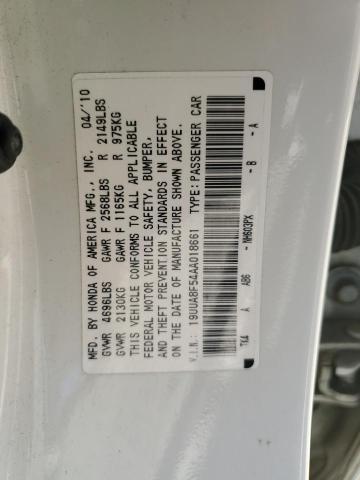 MFD. BY HONDA OF AMERICA MFG., INC. 04/'10
GVWR 4696LBS GAWR F 2568LBS R 2149LBS
GVWR 2130KG GAWR F 1165KG R 975KG
THIS VEHICLE CONFORMS TO ALL APPLICABLE
FEDERAL MOTOR VEHICLE SAFETY, BUMPER,
AND THEFT PREVENTION STANDARDS IN EFFECT
ON THE DATE OF MANUFACTURE SHOWN ABOVE.
V.I.N.: 19UUA8F54AA018661 TYPE: PASSENGER CAR
TK4 A AB6 - NH603PX - B - A